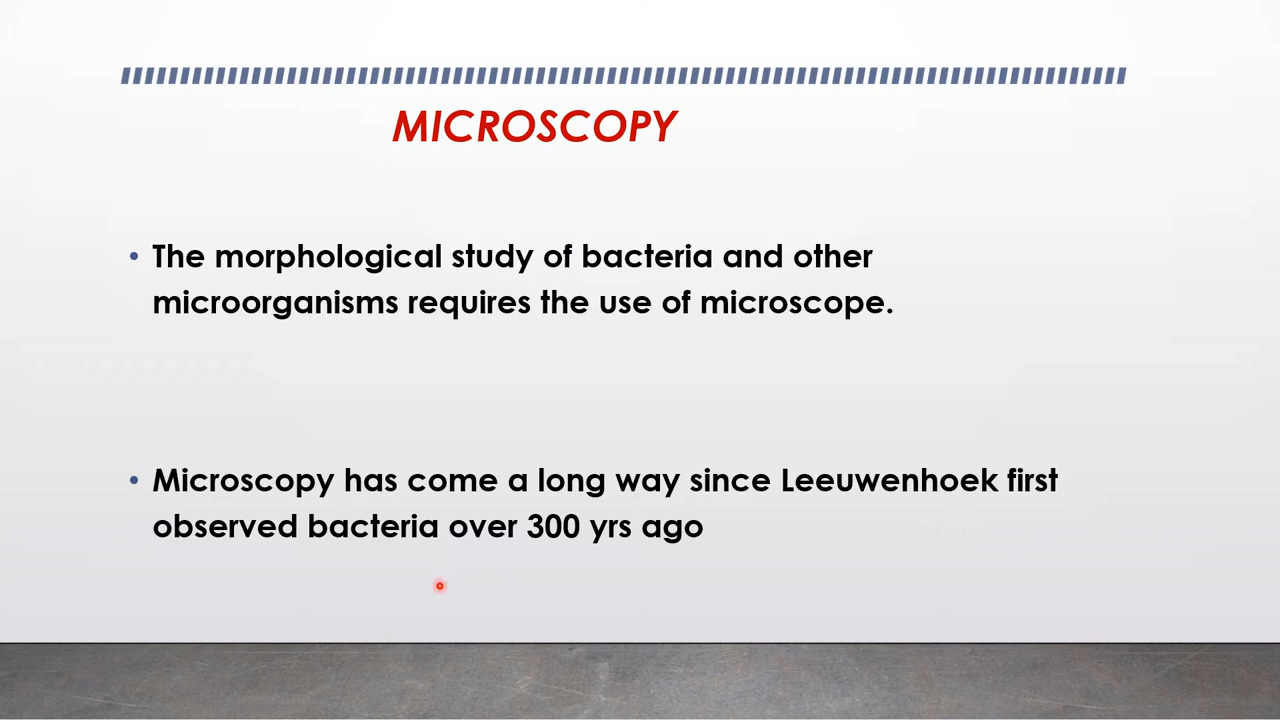 MICROSCOPY
• The morphological study of bacteria and other
microorganisms requires the use of microscope.
• Microscopy has come a long way since Leeuwenhoek first
observed bacteria over 300 yrs ago